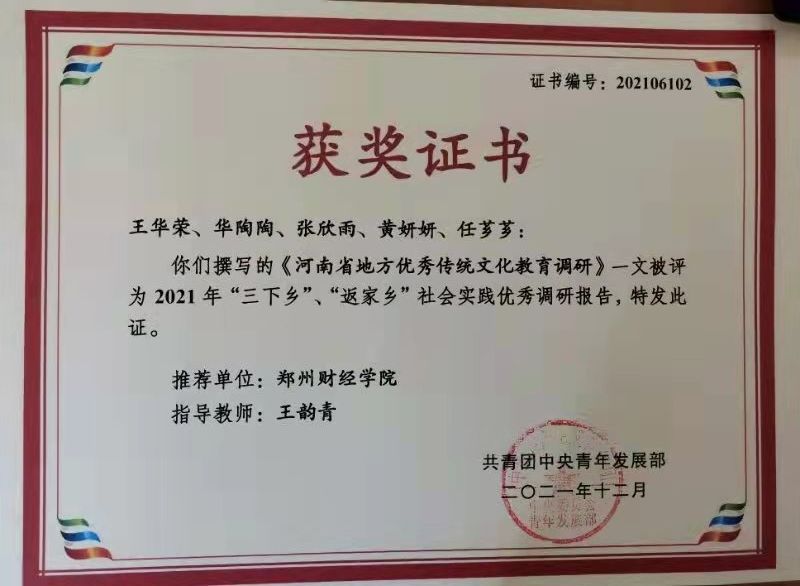 证书编号：202106102
获奖证书
王华荣、华陶陶、张欣雨、黄妍妍、任芗芗：
你们撰写的《河南省地方优秀传统文化教育调研》一文被评
为 2021 年“三下乡”、“返家乡”社会实践优秀调研报告，特发此
证。
推荐单位：郑州财经学院
指导教师：王韵青
共青团中央青年发展部
二〇二一年十二月
青年发展部